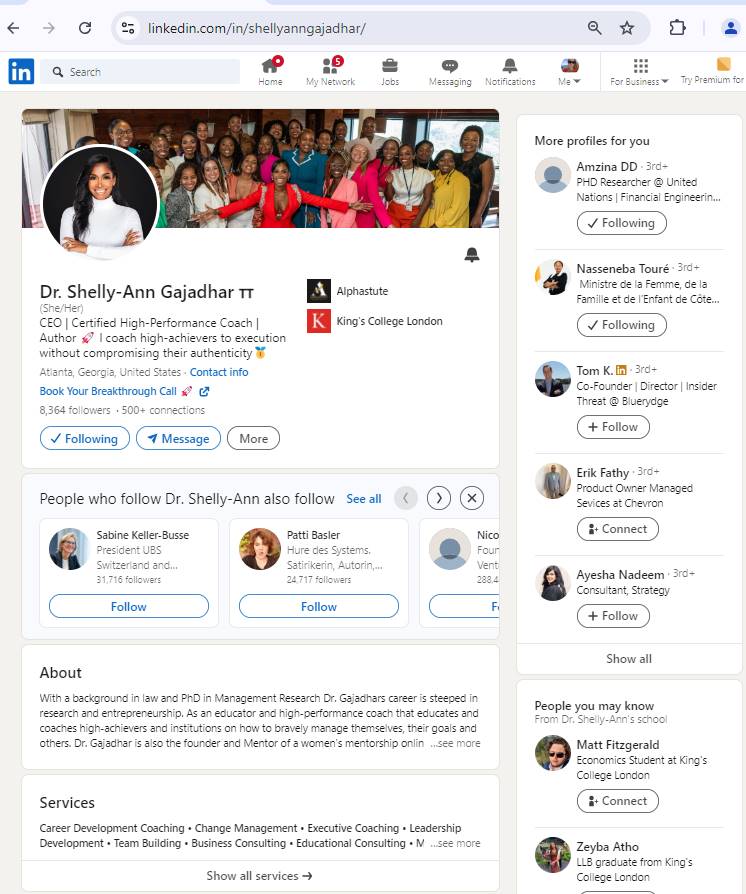 linkedin.com/in/shellyanngajadhar/
in
Search
Home
My Network
5
Jobs
Messaging
Notifications
Me
For Business
Try Premium for
Dr. Shelly-Ann Gajadhar ᴛᴛ
(She/Her)
CEO | Certified High-Performance Coach |
Author 🚀 I coach high-achievers to execution
without compromising their authenticity 🥇
Atlanta, Georgia, United States · Contact info
Book Your Breakthrough Call 🚀
8,364 followers · 500+ connections
Following
Message
More
Alphastute
King's College London
People who follow Dr. Shelly-Ann also follow
See all
Sabine Keller-Busse
President UBS
Switzerland and...
31,716 followers
Follow
Patti Basler
Hure des Systems.
Satirikerin, Autorin,...
24,717 followers
Follow
Nico
Four
Vent
288.4
F
About
With a background in law and PhD in Management Research Dr. Gajadhars career is steeped in
research and entrepreneurship. As an educator and high-performance coach that educates and
coaches high-achievers and institutions on how to bravely manage themselves, their goals and
others. Dr. Gajadhar is also the founder and Mentor of a women's mentorship onlin ...see more
Services
Career Development Coaching • Change Management • Executive Coaching • Leadership
Development • Team Building • Business Consulting • Educational Consulting • M ...see more
Show all services →
More profiles for you
Amzina DD · 3rd+
PHD Researcher @ United
Nations | Financial Engineerin...
Following
Nasseneba Touré · 3rd+
Ministre de la Femme, de la
Famille et de l'Enfant de Côte...
Following
Tom K. in · 3rd+
Co-Founder | Director | Insider
Threat @ Bluerydge
+ Follow
Erik Fathy · 3rd+
Product Owner Managed
Sevices at Chevron
Connect
Ayesha Nadeem · 3rd+
Consultant, Strategy
+ Follow
Show all
People you may know
From Dr. Shelly-Ann's school
Matt Fitzgerald
Economics Student at King's
College London
Connect
Zeyba Atho
LLB graduate from King's
College London